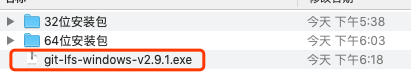 32位安装包 今天 下午5:38
64位安装包 今天 下午6:03
git-lfs-windows-v2.9.1.exe 今天 下午6:18